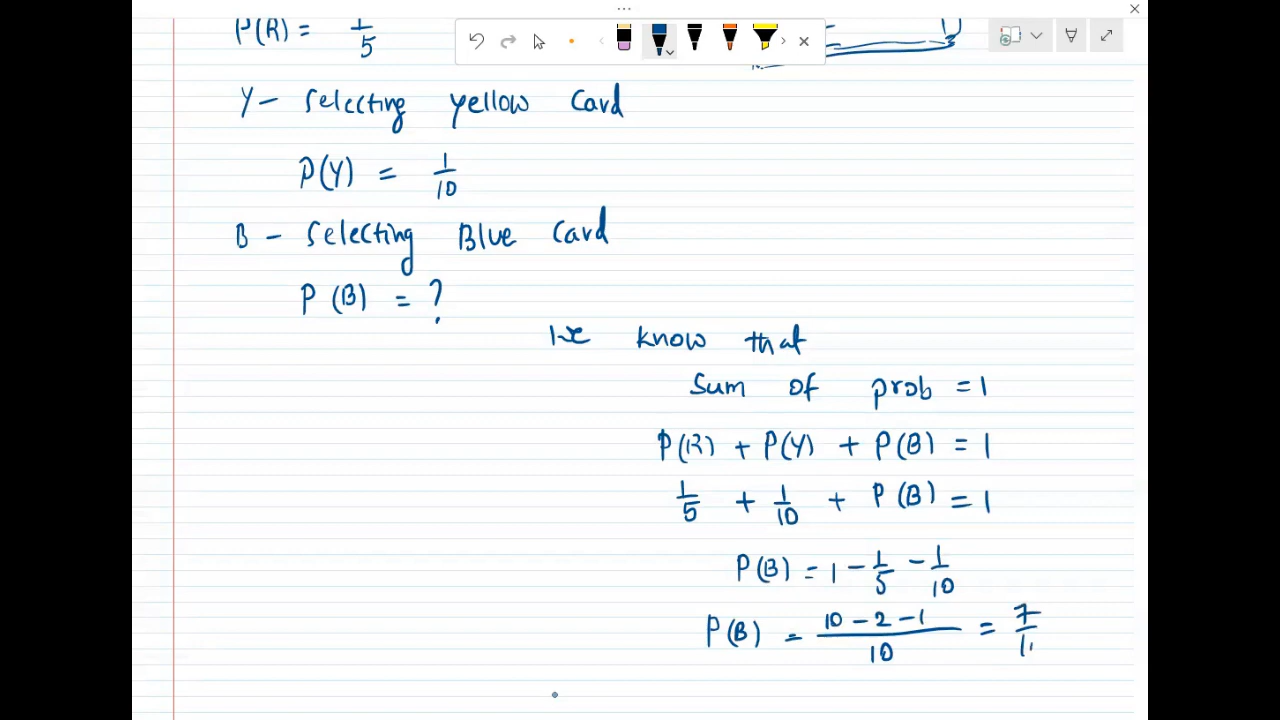 P(R) = 1/5
Y - Selecting yellow Card
P(Y) = 1/10
B - Selecting Blue Card
P(B) = ?
We know that
Sum of prob = 1
P(R) + P(Y) + P(B) = 1
1/5 + 1/10 + P(B) = 1
P(B) = 1 - 1/5 - 1/10
P(B) = (10 - 2 - 1)/10 = 7/1